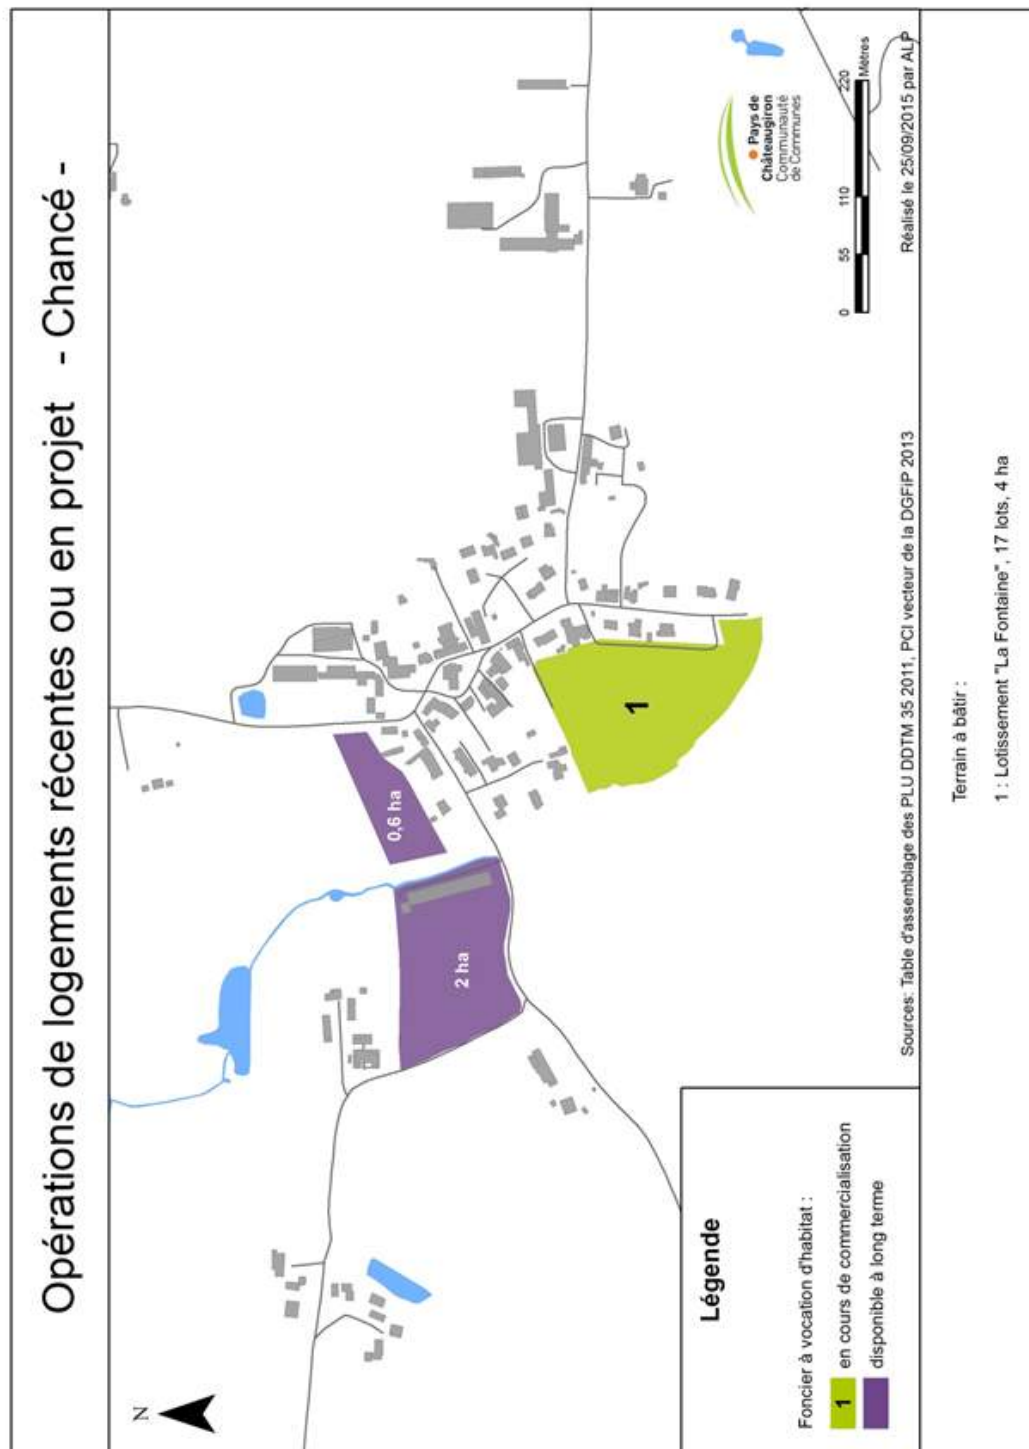 Opérations de logements récentes ou en projet - Chancé -
N
2 ha
0,6 ha
1
Légende
Foncier à vocation d'habitat :
1 en cours de commercialisation
disponible à long terme
Pays de
Châteaugiron
Communauté
de Communes
0 55 110 220
Mètres
Sources: Table d'assemblage des PLU DDTM 35 2011, PCI vecteur de la DGFiP 2013
Réalisé le 25/09/2015 par ALP
Terrain à bâtir :
1 : Lotissement "La Fontaine", 17 lots, 4 ha